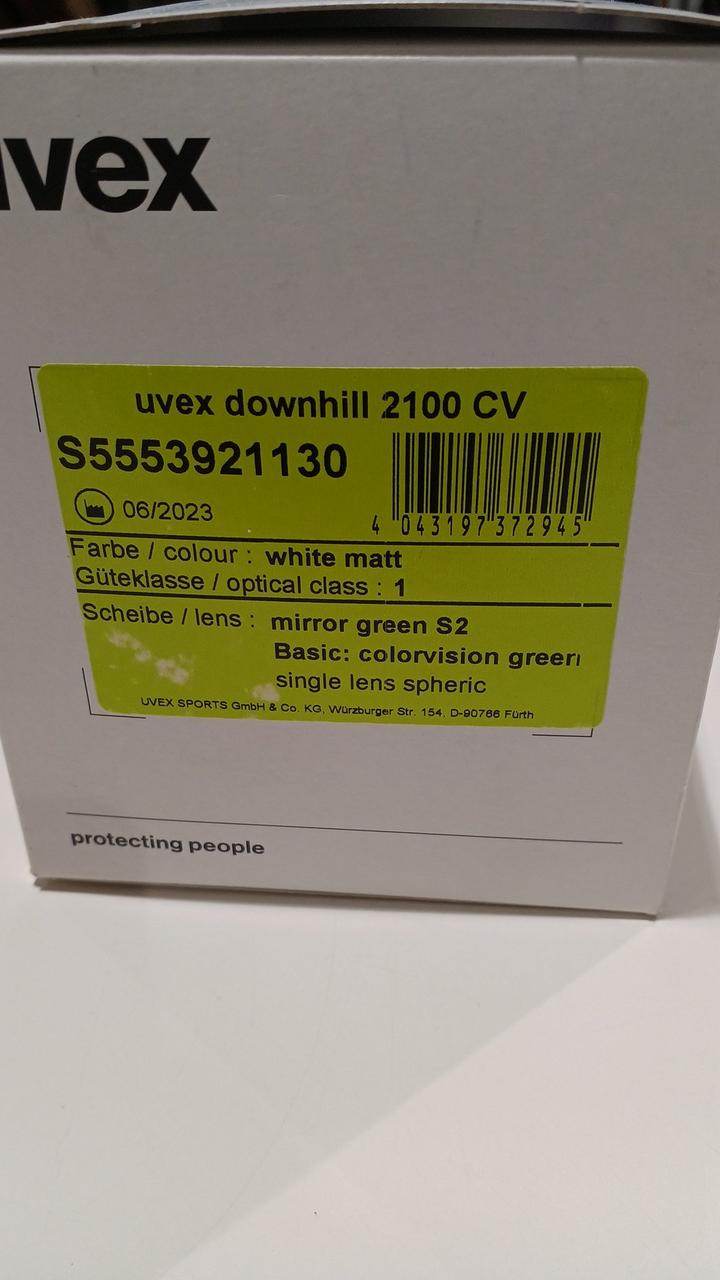 uvex
uvex downhill 2100 CV
S5553921130
06/2023
4 043197 372945
Farbe / colour : white matt
Güteklasse / optical class : 1
Scheibe / lens : mirror green S2
Basic: colorvision green
single lens spheric
UVEX SPORTS GmbH & Co. KG, Würzburger Str. 154, D-90766 Fürth
protecting people